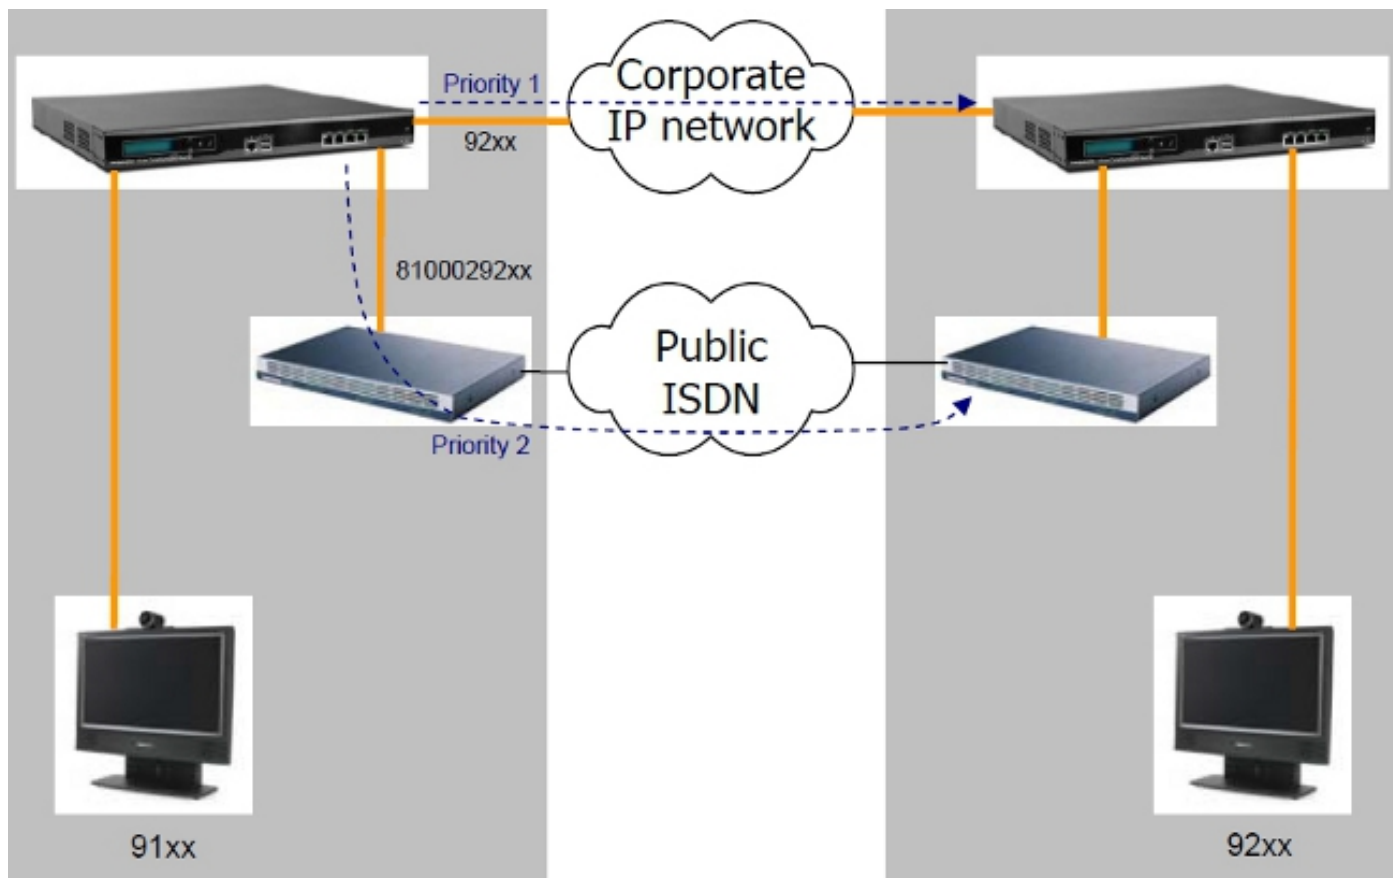 Priority 1
92xx
Corporate
IP network
81000292xx
Public
ISDN
Priority 2
91xx
92xx